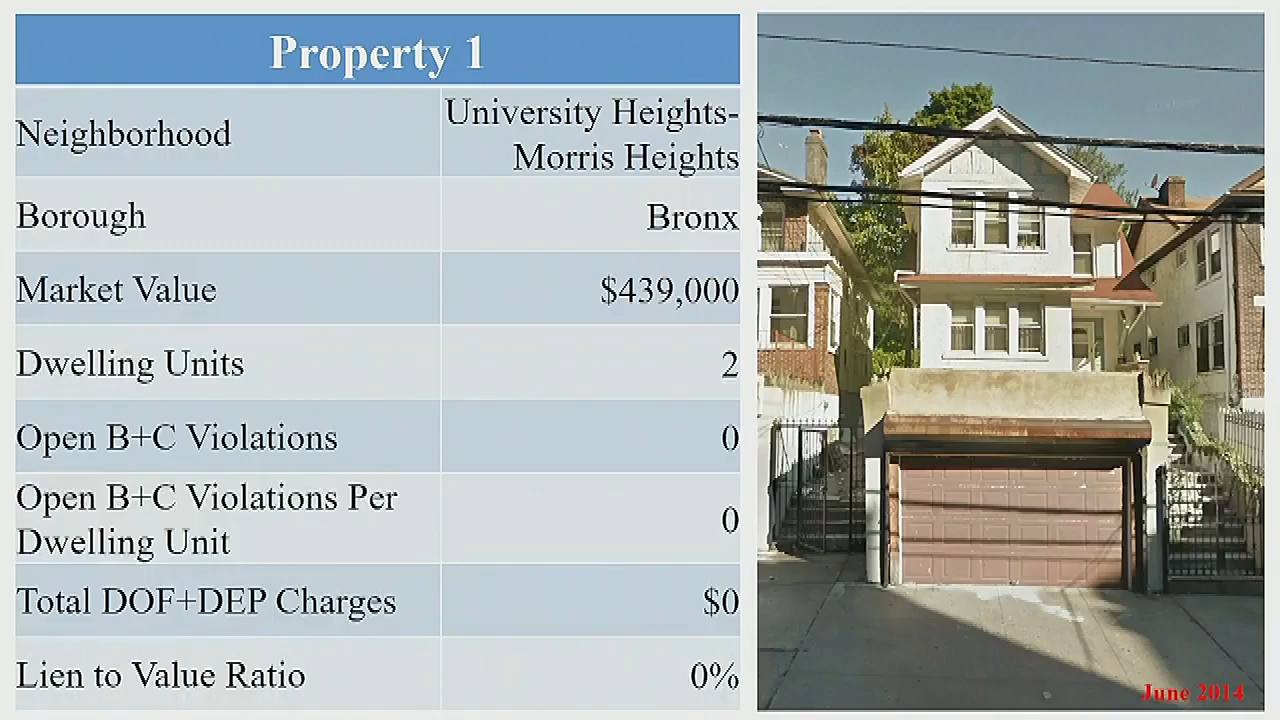 Property 1
Neighborhood
University Heights-
Morris Heights
Borough
Bronx
Market Value
$439,000
Dwelling Units
2
Open B+C Violations
0
Open B+C Violations Per
Dwelling Unit
0
Total DOF+DEP Charges
$0
Lien to Value Ratio
0%
June 2014